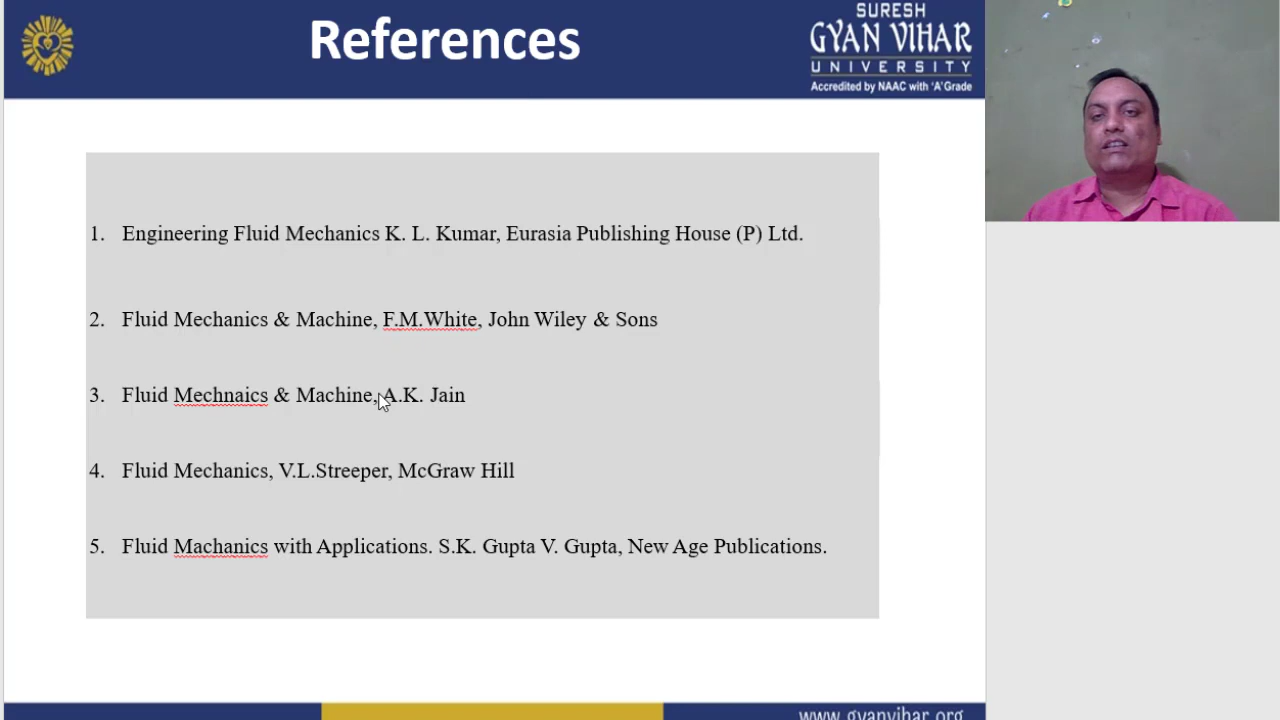 References
SURESH
GYAN VIHAR
UNIVERSITY
Accredited by NAAC with 'A' Grade
1. Engineering Fluid Mechanics K. L. Kumar, Eurasia Publishing House (P) Ltd.
2. Fluid Mechanics & Machine, F.M.White, John Wiley & Sons
3. Fluid Mechnaics & Machine, A.K. Jain
4. Fluid Mechanics, V.L.Streeper, McGraw Hill
5. Fluid Machanics with Applications. S.K. Gupta V. Gupta, New Age Publications.
www.gyanvihar.org